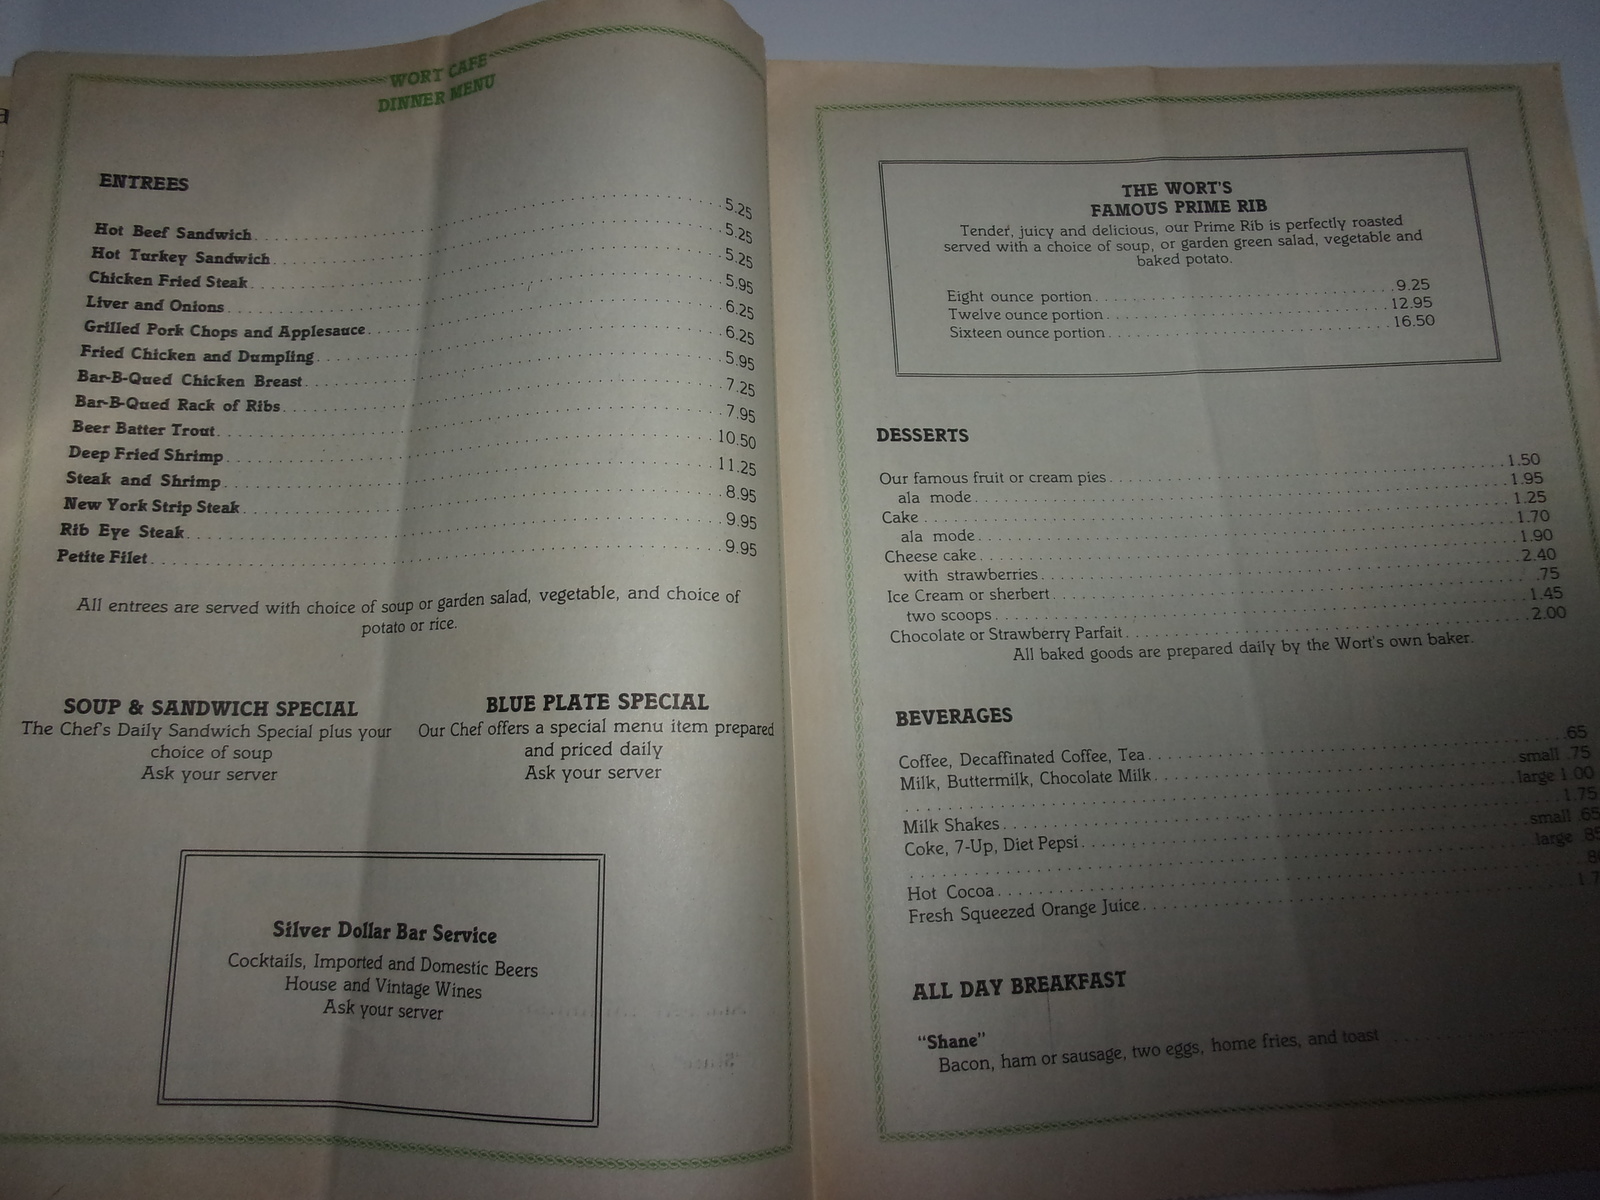 WORT CAFE
DINNER MENU
ENTREES
Hot Beef Sandwich 5.25
Hot Turkey Sandwich 5.25
Chicken Fried Steak 5.25
Liver and Onions 5.95
Grilled Pork Chops and Applesauce 6.25
Fried Chicken and Dumpling 6.25
Bar-B-Qued Chicken Breast 5.95
Bar-B-Qued Rack of Ribs 7.25
Beer Batter Trout 7.95
Deep Fried Shrimp 10.50
Steak and Shrimp 11.25
New York Strip Steak 8.95
Rib Eye Steak 9.95
Petite Filet 9.95
All entrees are served with choice of soup or garden salad, vegetable, and choice of
potato or rice.
SOUP & SANDWICH SPECIAL
The Chef's Daily Sandwich Special plus your
choice of soup
Ask your server
BLUE PLATE SPECIAL
Our Chef offers a special menu item prepared
and priced daily
Ask your server
Silver Dollar Bar Service
Cocktails, Imported and Domestic Beers
House and Vintage Wines
Ask your server
THE WORT'S
FAMOUS PRIME RIB
Tender, juicy and delicious, our Prime Rib is perfectly roasted
served with a choice of soup, or garden green salad, vegetable and
baked potato.
Eight ounce portion 9.25
Twelve ounce portion 12.95
Sixteen ounce portion 16.50
DESSERTS
Our famous fruit or cream pies 1.50
ala mode 1.95
Cake 1.25
ala mode 1.70
Cheese cake 1.90
with strawberries 2.40
Ice Cream or sherbert .75
two scoops 1.45
Chocolate or Strawberry Parfait 2.00
All baked goods are prepared daily by the Wort's own baker.
BEVERAGES
Coffee, Decaffinated Coffee, Tea .65
Milk, Buttermilk, Chocolate Milk small .75
large 1.00
Milk Shakes 1.75
Coke, 7-Up, Diet Pepsi small .65
large
Hot Cocoa
Fresh Squeezed Orange Juice
ALL DAY BREAKFAST
"Shane"
Bacon, ham or sausage, two eggs, home fries, and toast